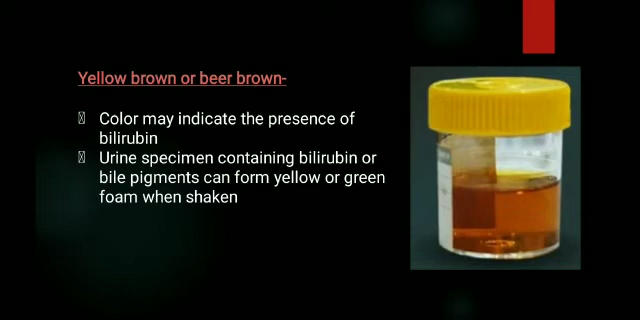 Yellow brown or beer brown-
Color may indicate the presence of
bilirubin
Urine specimen containing bilirubin or
bile pigments can form yellow or green
foam when shaken